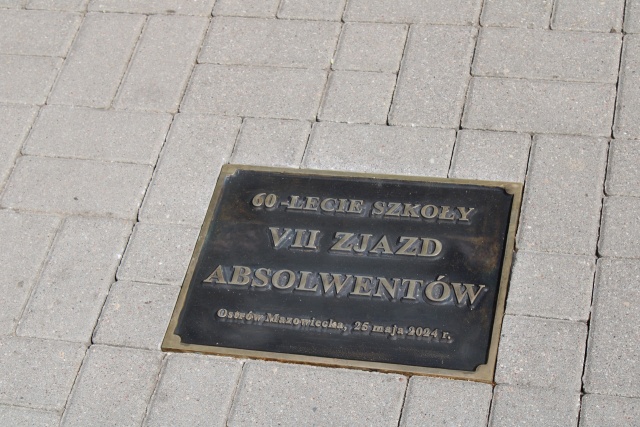 60-LECIE SZKOŁY
VII ZJAZD
ABSOLWENTÓW
Ostrów Mazowiecka, 25 maja 2024 r.